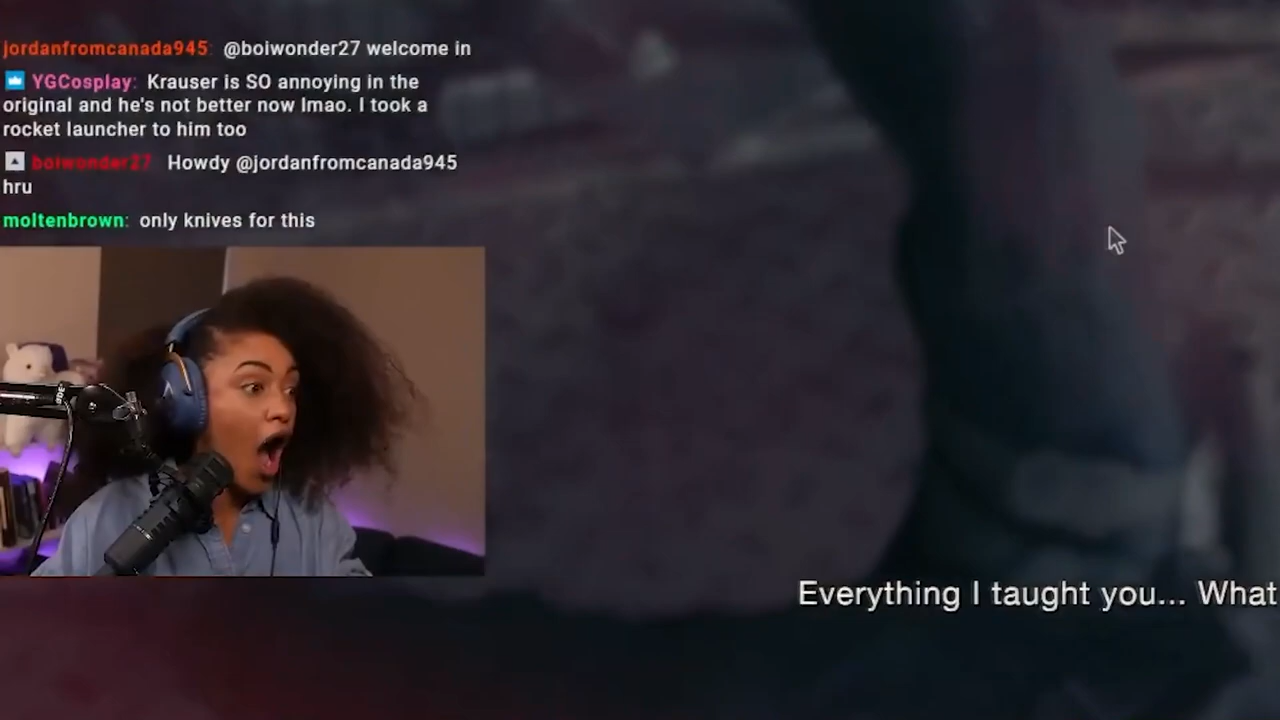 jordanfromcanada945: @boiwonder27 welcome in
YGCosplay: Krauser is SO annoying in the
original and he's not better now lmao. I took a
rocket launcher to him too
boiwonder27 Howdy @jordanfromcanada945
hru
moltenbrown: only knives for this
Everything I taught you... What